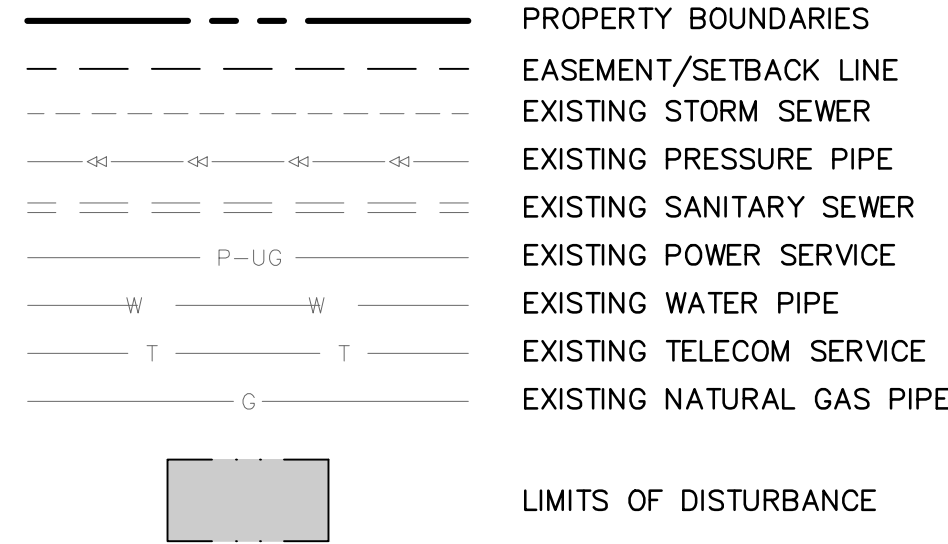 PROPERTY BOUNDARIES
EASEMENT/SETBACK LINE
EXISTING STORM SEWER
EXISTING PRESSURE PIPE
EXISTING SANITARY SEWER
P-UG EXISTING POWER SERVICE
W W EXISTING WATER PIPE
T T EXISTING TELECOM SERVICE
G EXISTING NATURAL GAS PIPE
LIMITS OF DISTURBANCE